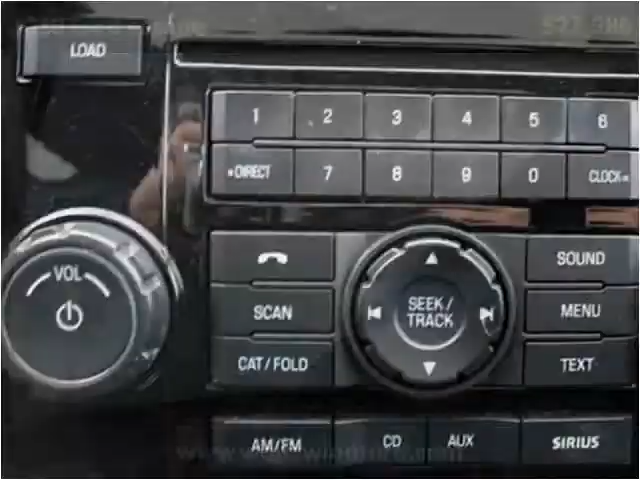 LOAD
1 2 3 4 5 6
*DIRECT 7 8 9 0 CLOCK
VOL
SEEK/
TRACK
SOUND
SCAN
MENU
CAT/FOLD
TEXT
AM/FM
CD
AUX
SIRIUS